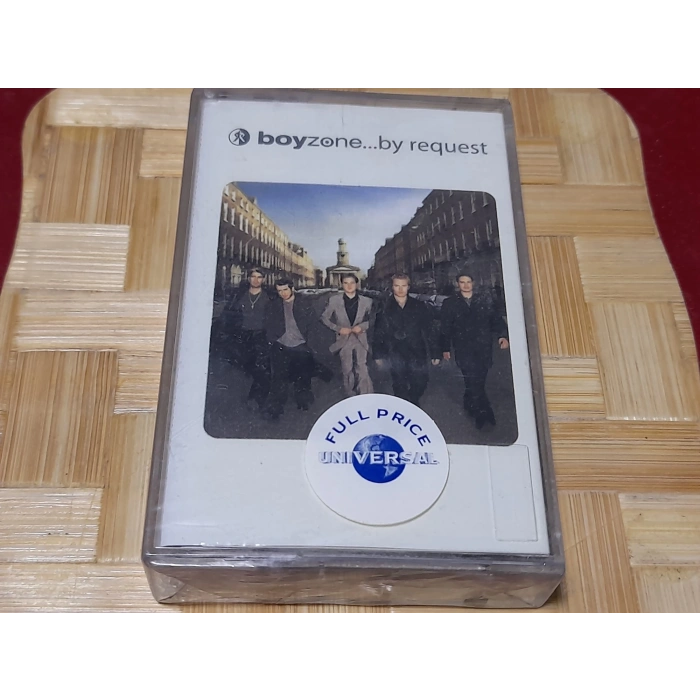 boyzone...by request
FULL PRICE
UNIVERSAL